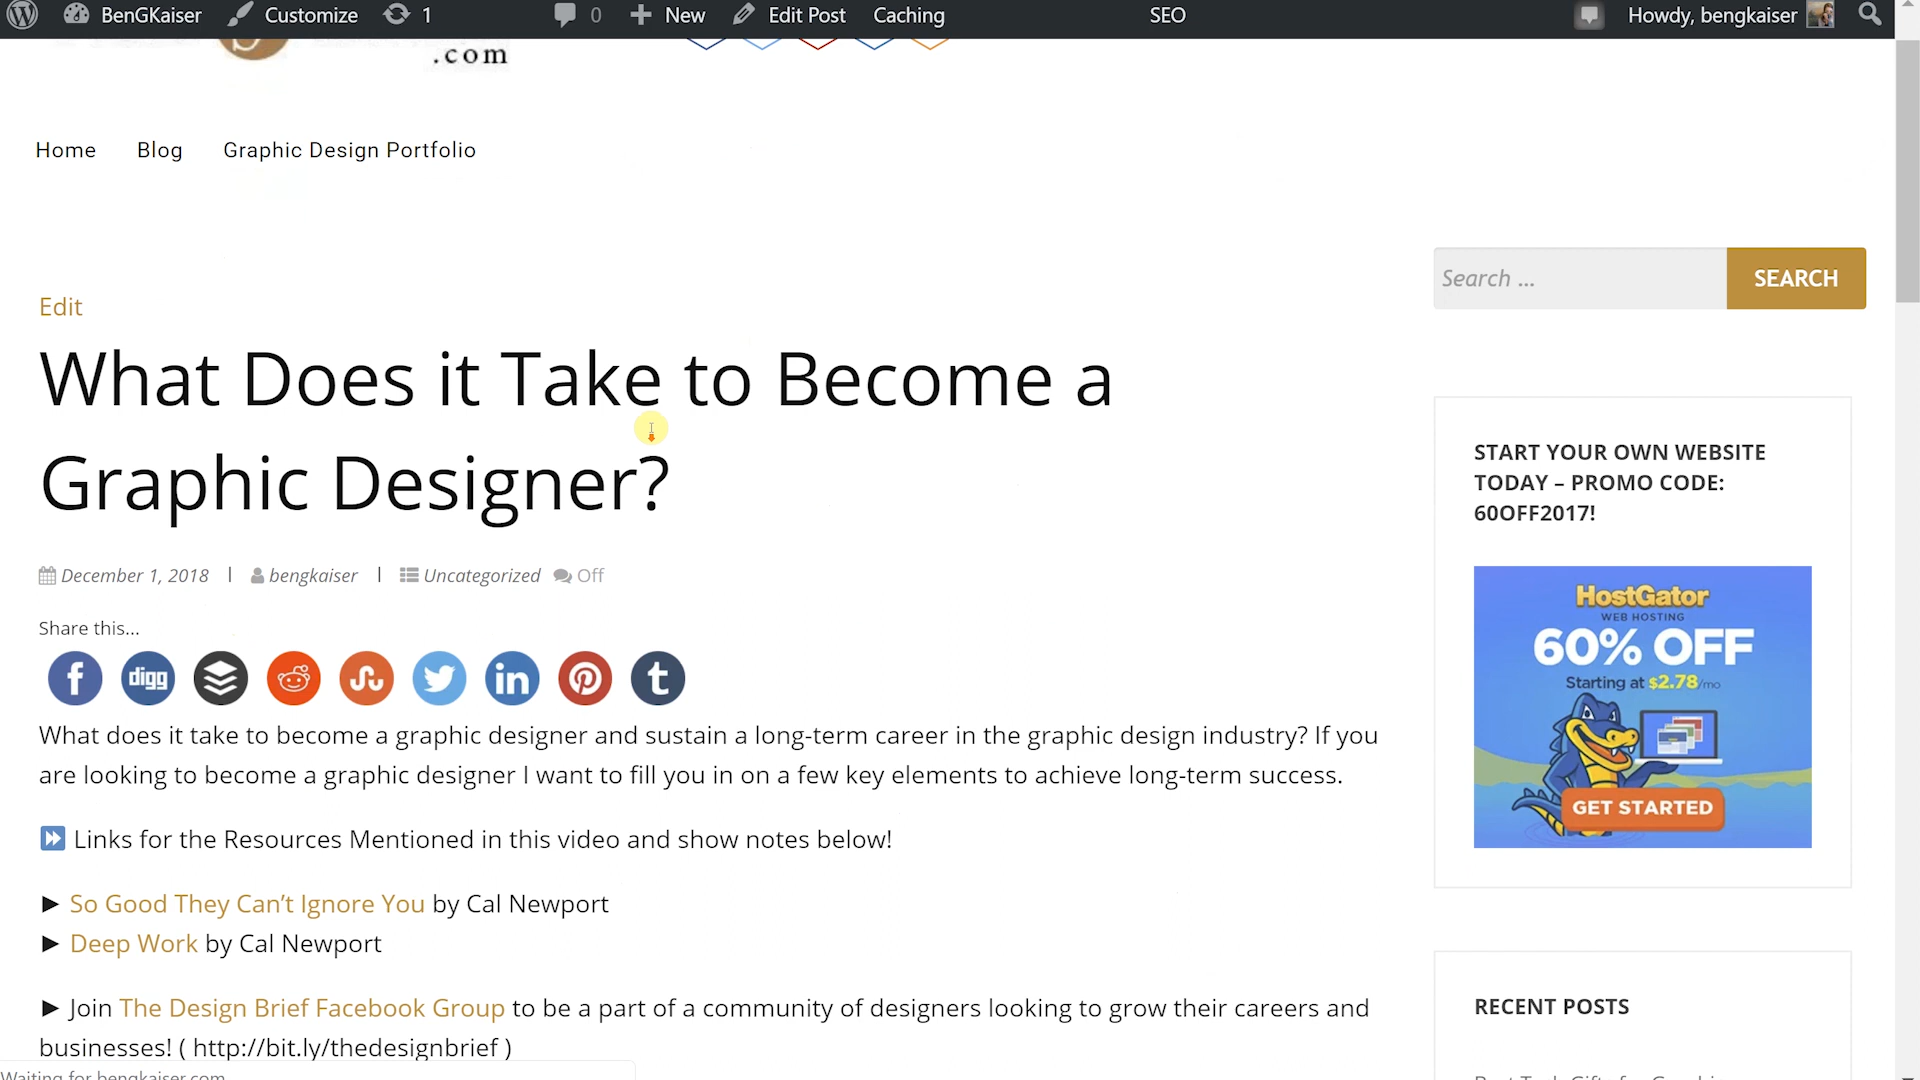 BenGKaiser Customize 1 0 New Edit Post Caching SEO Howdy, bengkaiser
.com
Home Blog Graphic Design Portfolio
Search ... SEARCH
Edit
What Does it Take to Become a
Graphic Designer?
December 1, 2018 | bengkaiser | Uncategorized Off
Share this...
f digg in t
What does it take to become a graphic designer and sustain a long-term career in the graphic design industry? If you
are looking to become a graphic designer I want to fill you in on a few key elements to achieve long-term success.
⏩ Links for the Resources Mentioned in this video and show notes below!
► So Good They Can’t Ignore You by Cal Newport
► Deep Work by Cal Newport
► Join The Design Brief Facebook Group to be a part of a community of designers looking to grow their careers and
businesses! ( http://bit.ly/thedesignbrief )
Waiting for bengkaiser.com
START YOUR OWN WEBSITE
TODAY – PROMO CODE:
60OFF2017!
HostGator
WEB HOSTING
60% OFF
Starting at $2.78/mo
GET STARTED
RECENT POSTS